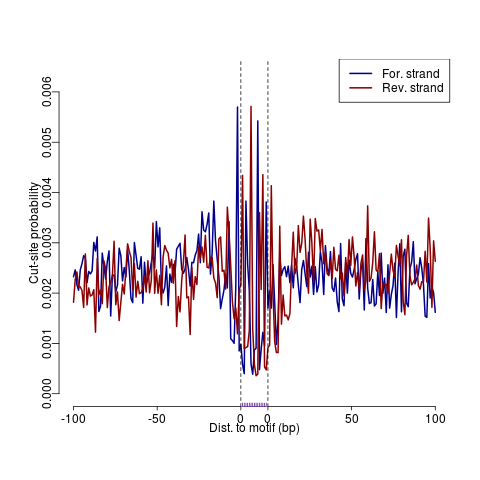 For. strand
Rev. strand
Cut-site probability
0.006
0.005
0.004
0.003
0.002
0.001
0.000
-100 -50 0 0 50 100
Dist. to motif (bp)